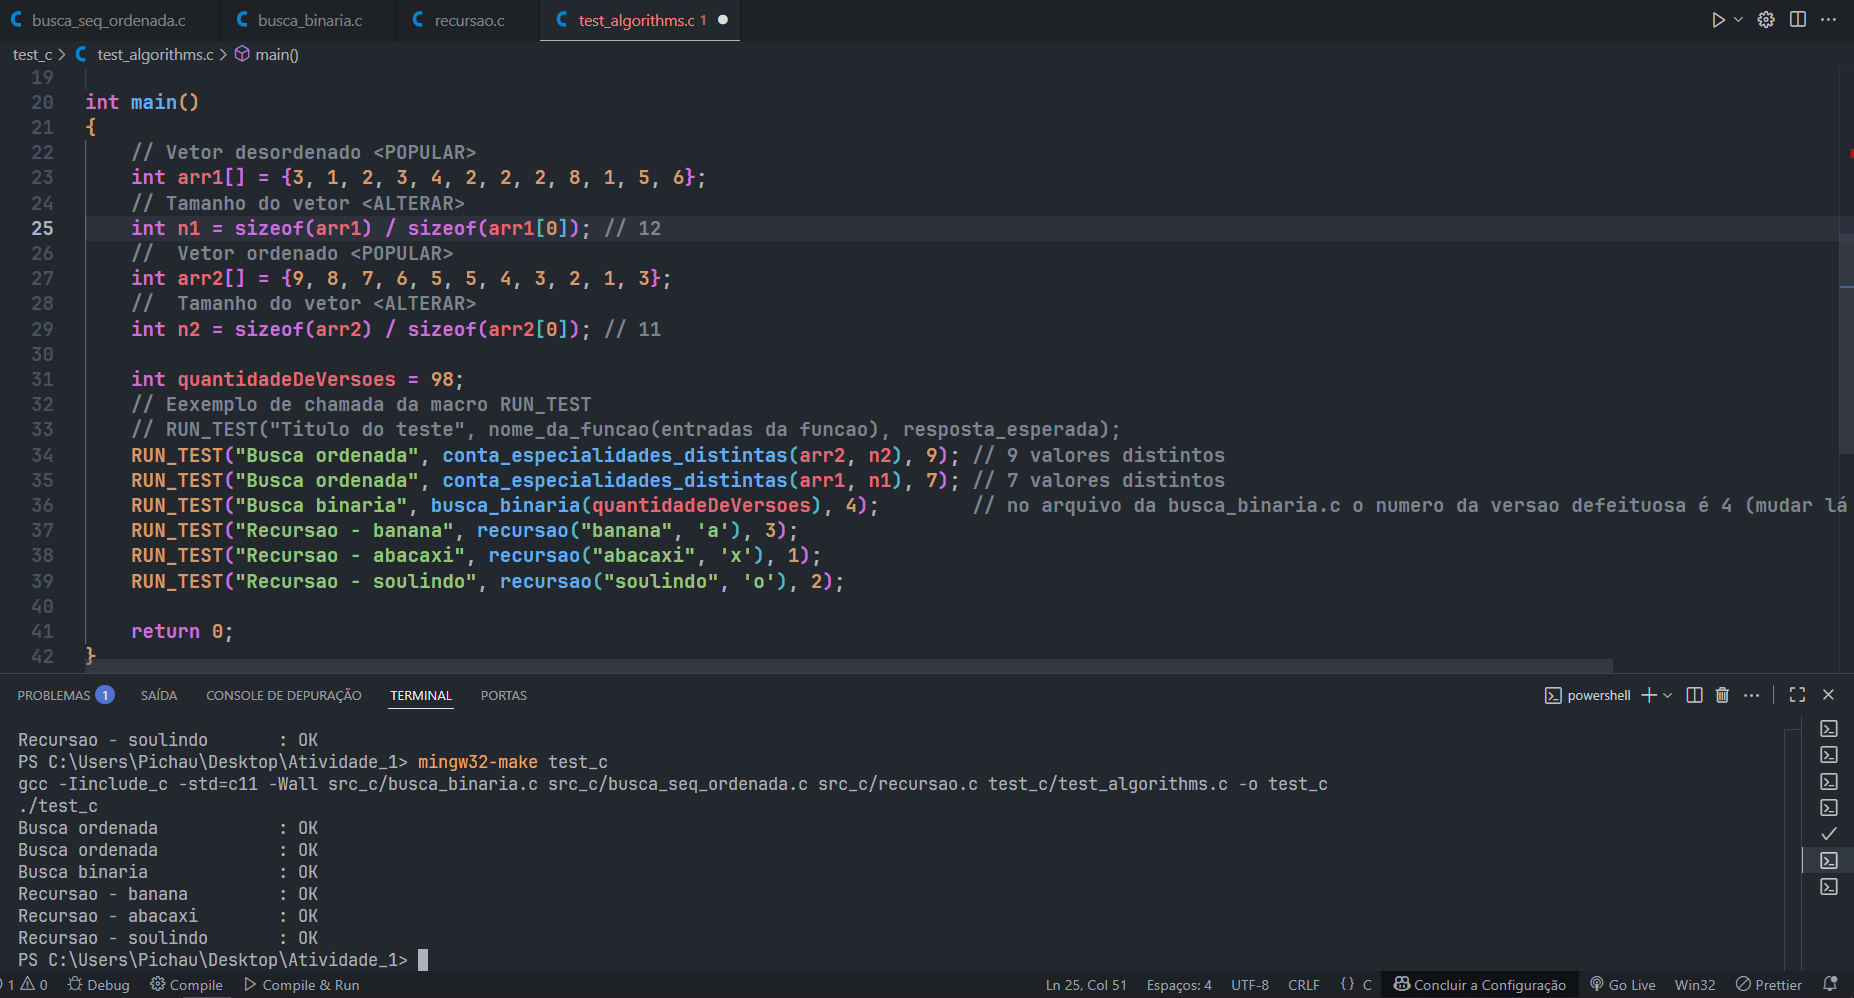 busca_seq_ordenada.c busca_binaria.c recursao.c test_algorithms.c 1
test_c > test_algorithms.c > main()
19
20 int main()
21 {
22 // Vetor desordenado <POPULAR>
23 int arr1[] = {3, 1, 2, 3, 4, 2, 2, 2, 8, 1, 5, 6};
24 // Tamanho do vetor <ALTERAR>
25 int n1 = sizeof(arr1) / sizeof(arr1[0]); // 12
26 //  Vetor ordenado <POPULAR>
27 int arr2[] = {9, 8, 7, 6, 5, 5, 4, 3, 2, 1, 3};
28 //  Tamanho do vetor <ALTERAR>
29 int n2 = sizeof(arr2) / sizeof(arr2[0]); // 11
30
31 int quantidadeDeVersoes = 98;
32 // Eexemplo de chamada da macro RUN_TEST
33 // RUN_TEST("Titulo do teste", nome_da_funcao(entradas da funcao), resposta_esperada);
34 RUN_TEST("Busca ordenada", conta_especialidades_distintas(arr2, n2), 9); // 9 valores distintos
35 RUN_TEST("Busca ordenada", conta_especialidades_distintas(arr1, n1), 7); // 7 valores distintos
36 RUN_TEST("Busca binaria", busca_binaria(quantidadeDeVersoes), 4); // no arquivo da busca_binaria.c o numero da versao defeituosa é 4 (mudar lá
37 RUN_TEST("Recursao - banana", recursao("banana", 'a'), 3);
38 RUN_TEST("Recursao - abacaxi", recursao("abacaxi", 'x'), 1);
39 RUN_TEST("Recursao - soulindo", recursao("soulindo", 'o'), 2);
40
41 return 0;
42 }
PROBLEMAS 1 SAÍDA CONSOLE DE DEPURAÇÃO TERMINAL PORTAS powershell
Recursao - soulindo : OK
PS C:\Users\Pichau\Desktop\Atividade_1> mingw32-make test_c
gcc -Iinclude_c -std=c11 -Wall src_c/busca_binaria.c src_c/busca_seq_ordenada.c src_c/recursao.c test_c/test_algorithms.c -o test_c
./test_c
Busca ordenada : OK
Busca ordenada : OK
Busca binaria : OK
Recursao - banana : OK
Recursao - abacaxi : OK
Recursao - soulindo : OK
PS C:\Users\Pichau\Desktop\Atividade_1>
1 0 Debug Compile Compile & Run Ln 25, Col 51 Espaços: 4 UTF-8 CRLF {} C Concluir a Configuração Go Live Win32 Prettier